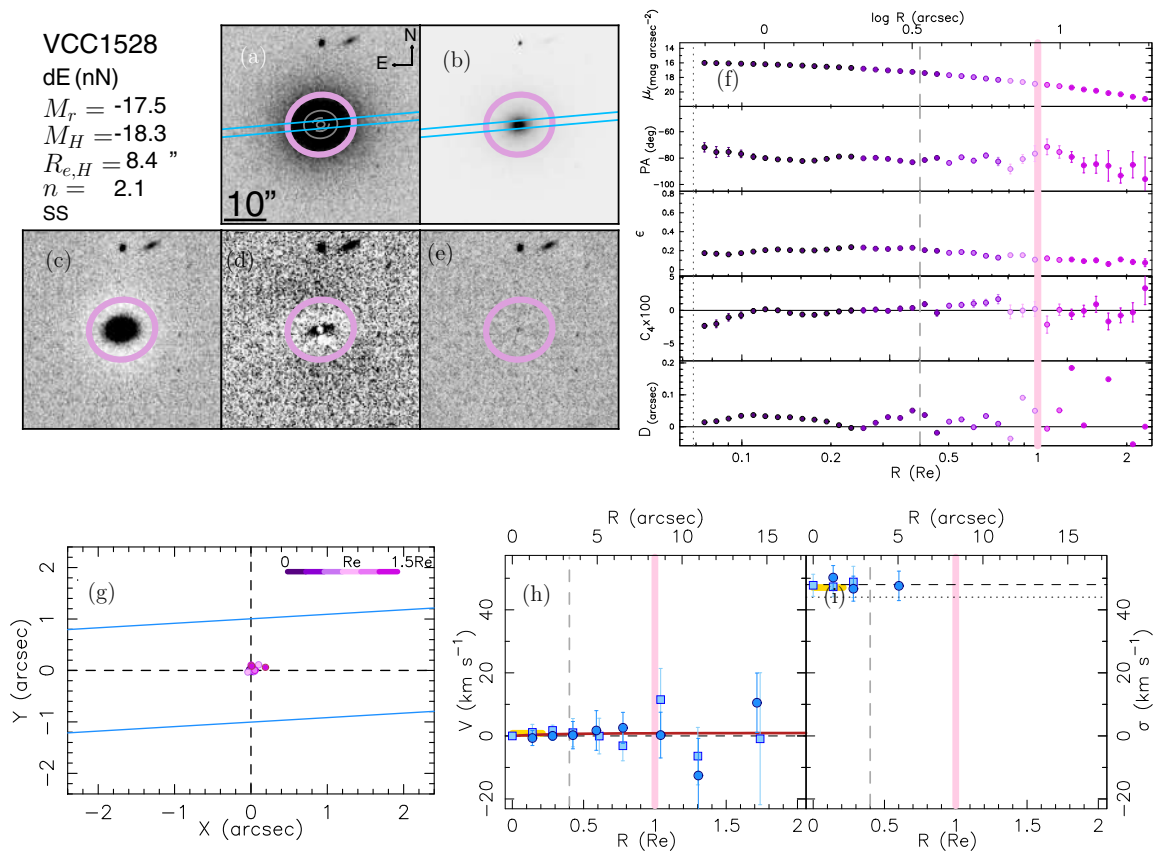 VCC1528
dE (nN)
M_r = -17.5
M_H = -18.3
R_{e,H} = 8.4 ”
n = 2.1
SS
(a)
N
E
10”
(b)
(c)
(d)
(e)
log R (arcsec)
0 0.5 1
(f)
μ (mag arcsec⁻²)
14
16
18
20
PA (deg)
−60
−80
−100
ε
0.8
0.6
0.4
0.2
0
C₄x100
5
0
−5
D (arcsec)
0.2
0.1
0
0.1 0.2 0.5 1 2
R (Re)
(g)
0 Re 1.5Re
Y (arcsec)
2
1
0
−1
−2
−2 −1 0 1 2
X (arcsec)
R (arcsec)
0 5 10 15
(h)
V (km s⁻¹)
40
20
0
−20
0 0.5 1 1.5 2
R (Re)
R (arcsec)
0 5 10 15
(i)
σ (km s⁻¹)
40
20
0
−20
0 0.5 1 1.5 2
R (Re)